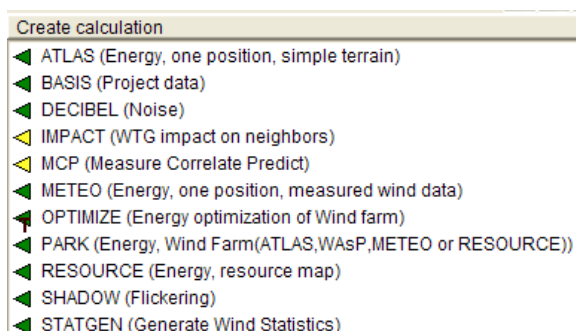 Create calculation
ATLAS (Energy, one position, simple terrain)
BASIS (Project data)
DECIBEL (Noise)
IMPACT (WTG impact on neighbors)
MCP (Measure Correlate Predict)
METEO (Energy, one position, measured wind data)
OPTIMIZE (Energy optimization of Wind farm)
PARK (Energy, Wind Farm(ATLAS,WAsP,METEO or RESOURCE))
RESOURCE (Energy, resource map)
SHADOW (Flickering)
STATGEN (Generate Wind Statistics)